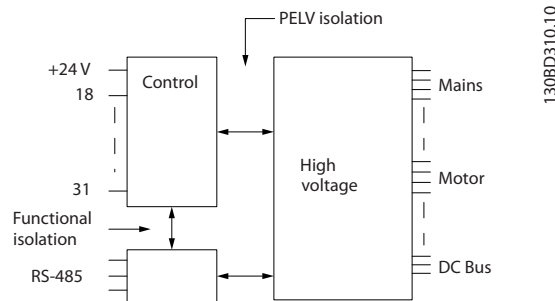 PELV isolation
130BD310.10
+24 V
Control
Mains
18
High
voltage
Motor
31
Functional
isolation
RS-485
DC Bus